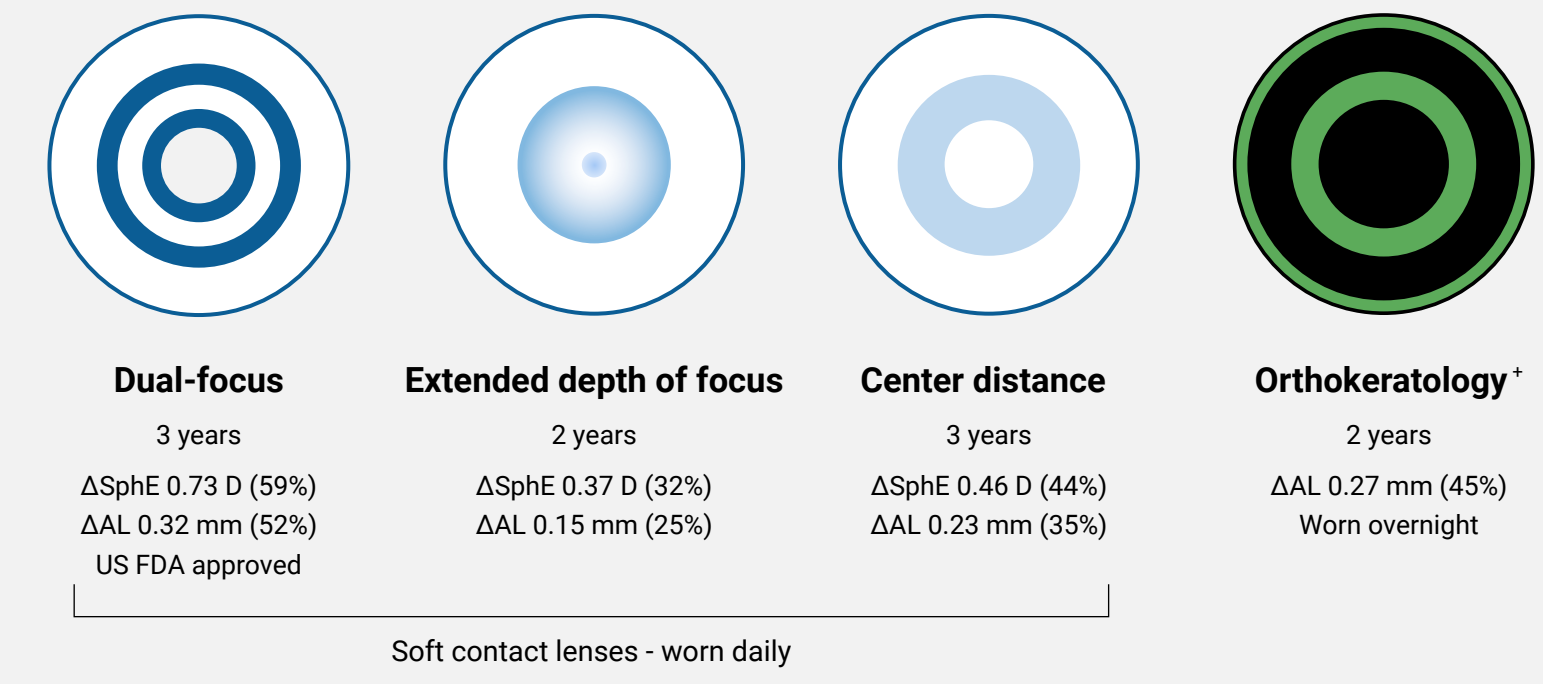 Dual-focus
3 years
ΔSphE 0.73 D (59%)
ΔAL 0.32 mm (52%)
US FDA approved
Extended depth of focus
2 years
ΔSphE 0.37 D (32%)
ΔAL 0.15 mm (25%)
Center distance
3 years
ΔSphE 0.46 D (44%)
ΔAL 0.23 mm (35%)
Soft contact lenses - worn daily
Orthokeratology +
2 years
ΔAL 0.27 mm (45%)
Worn overnight